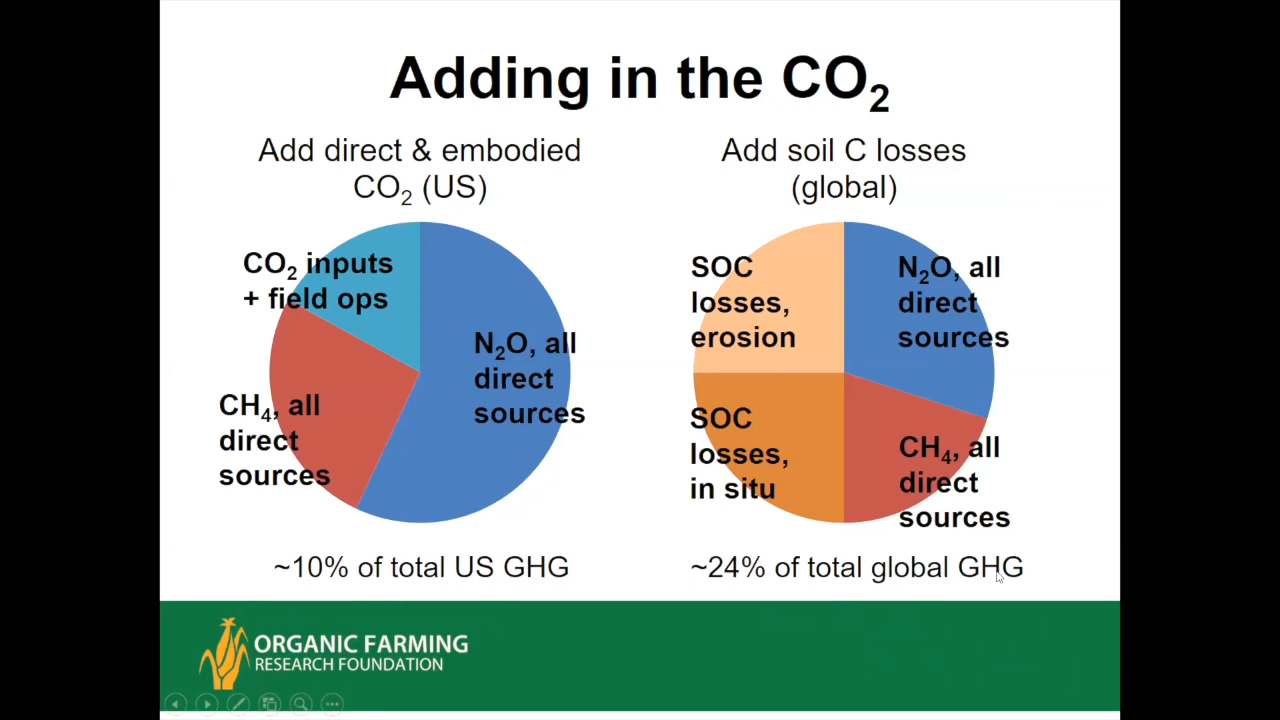 Adding in the CO₂
Add direct & embodied
CO₂ (US)
CO₂ inputs
+ field ops
N₂O, all
direct
sources
CH₄, all
direct
sources
~10% of total US GHG
Add soil C losses
(global)
SOC
losses,
erosion
N₂O, all
direct
sources
SOC
losses,
in situ
CH₄, all
direct
sources
~24% of total global GHG
ORGANIC FARMING
RESEARCH FOUNDATION